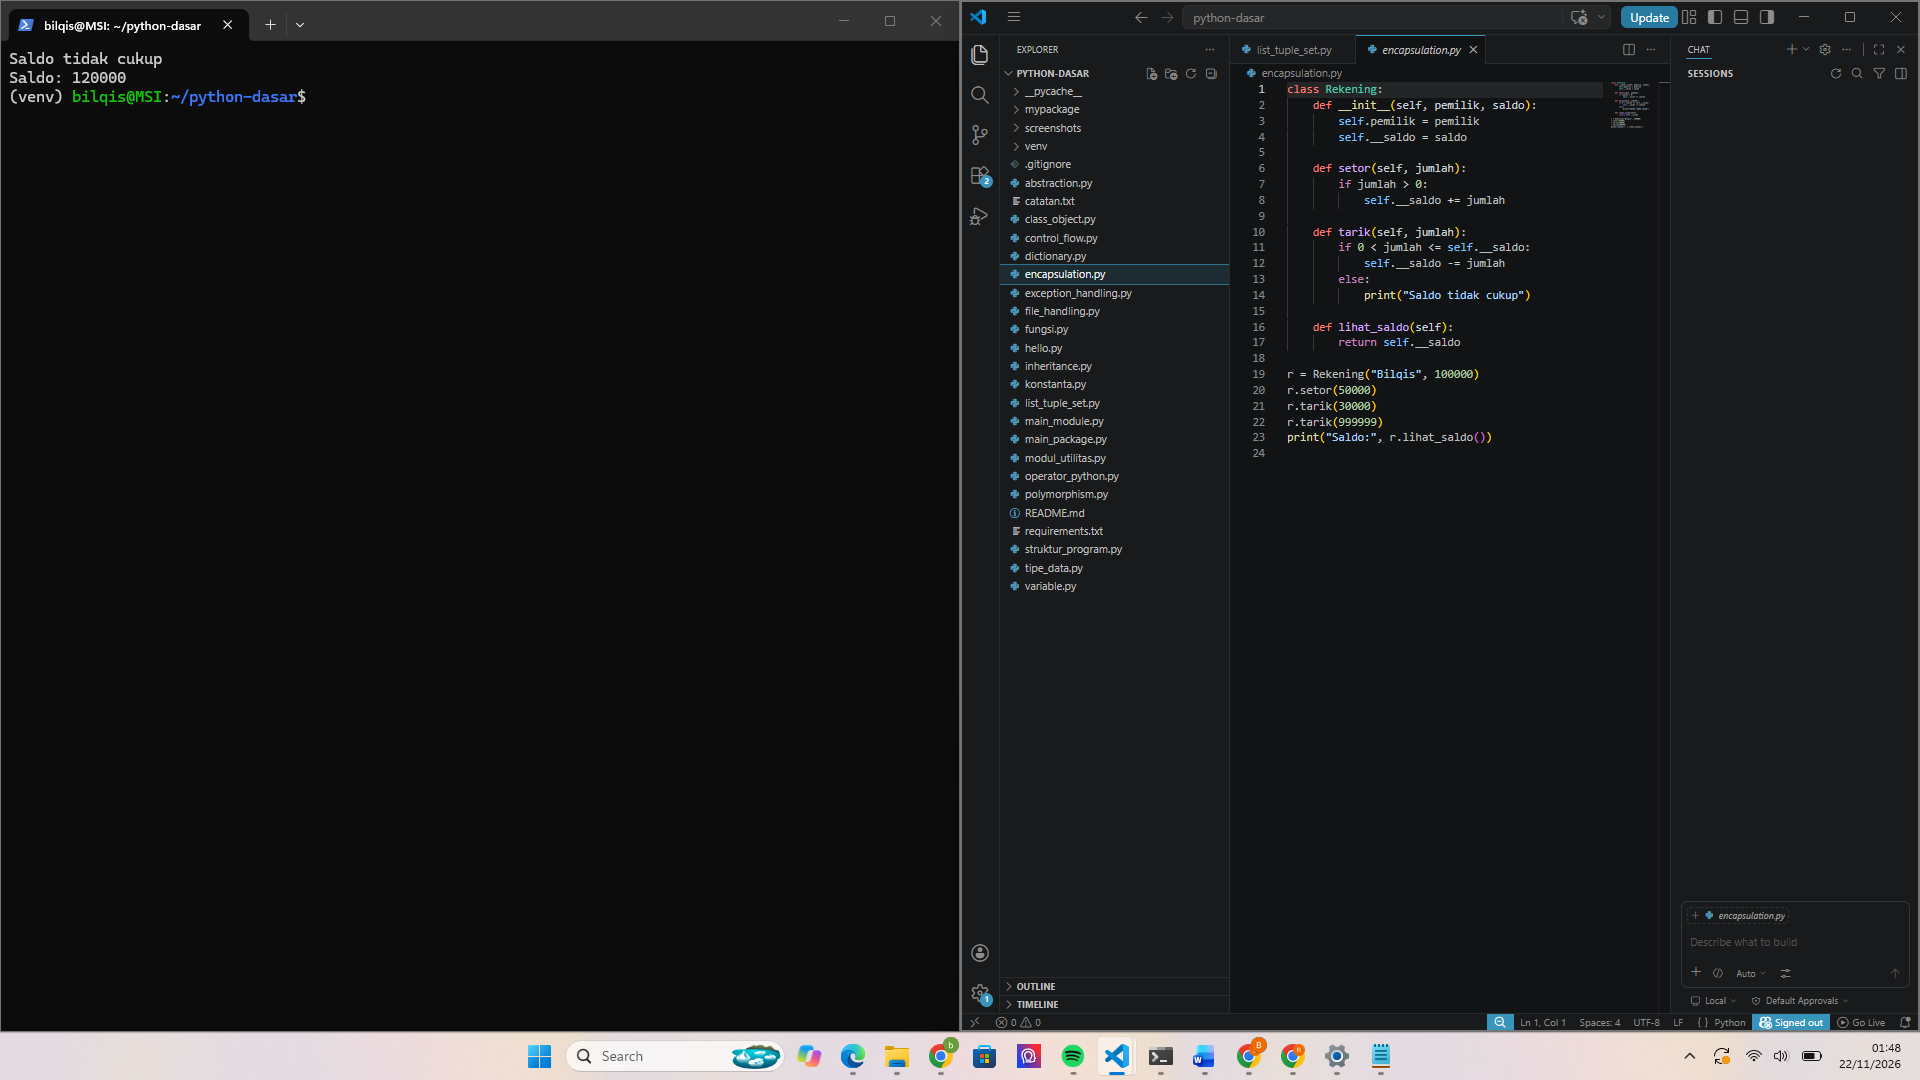 bilqis@MSI: ~/python-dasar
Saldo tidak cukup
Saldo: 120000
(venv) bilqis@MSI:~/python-dasar$
python-dasar
Update
EXPLORER
PYTHON-DASAR
__pycache__
mypackage
screenshots
venv
.gitignore
abstraction.py
catatan.txt
class_object.py
control_flow.py
dictionary.py
encapsulation.py
exception_handling.py
file_handling.py
fungsi.py
hello.py
inheritance.py
konstanta.py
list_tuple_set.py
main_module.py
main_package.py
modul_utilitas.py
operator_python.py
polymorphism.py
README.md
requirements.txt
struktur_program.py
tipe_data.py
variable.py
OUTLINE
TIMELINE
2
1
list_tuple_set.py
encapsulation.py
encapsulation.py
1 class Rekening:
2 def __init__(self, pemilik, saldo):
3 self.pemilik = pemilik
4 self.__saldo = saldo
5
6 def setor(self, jumlah):
7 if jumlah > 0:
8 self.__saldo += jumlah
9
10 def tarik(self, jumlah):
11 if 0 < jumlah <= self.__saldo:
12 self.__saldo -= jumlah
13 else:
14 print("Saldo tidak cukup")
15
16 def lihat_saldo(self):
17 return self.__saldo
18
19 r = Rekening("Bilqis", 100000)
20 r.setor(50000)
21 r.tarik(30000)
22 r.tarik(999999)
23 print("Saldo:", r.lihat_saldo())
24
CHAT
SESSIONS
encapsulation.py
Describe what to build
Auto
Local
Default Approvals
0 0
Ln 1, Col 1
Spaces: 4
UTF-8
LF
{ } Python
Signed out
Go Live
Search
01:48
22/11/2026